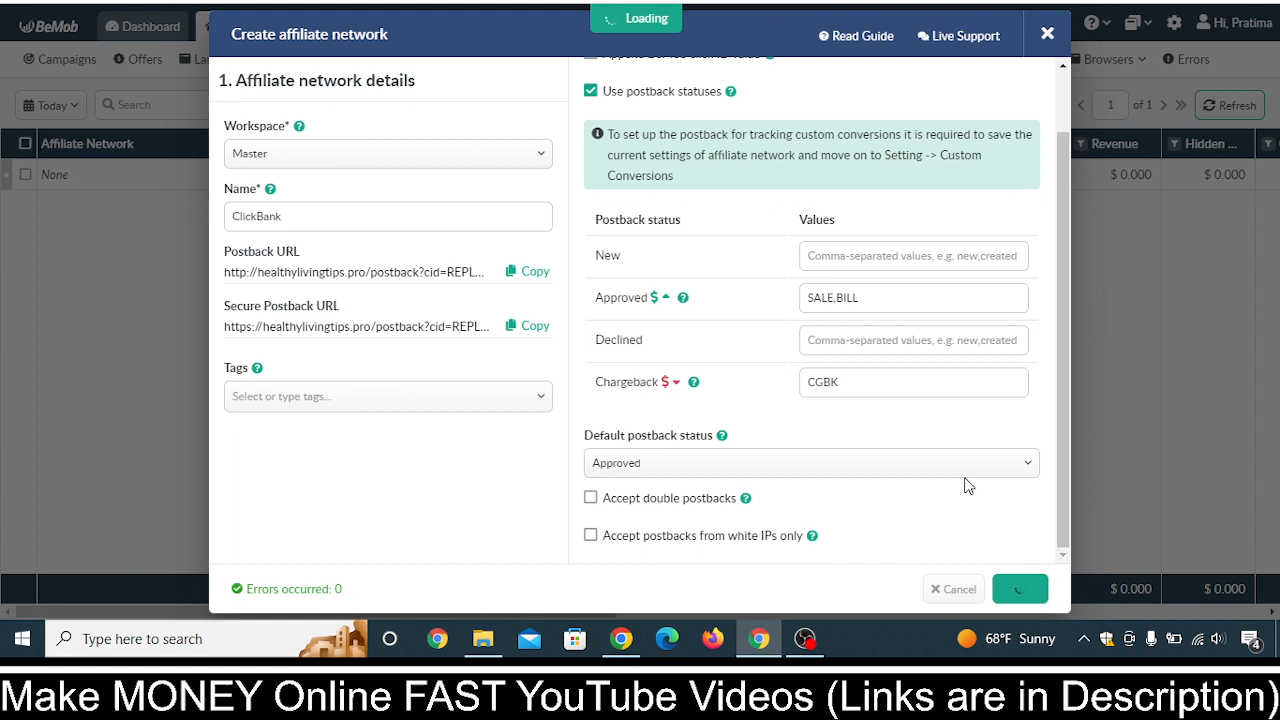 BeMob
Dashboard
Create affiliate network
Loading
Read Guide
Live Support
Hi, Pratima
Campaigns
Offers
Browsers
Errors
Today
Search
1
of 1
Refresh
Affiliate Network
Revenue
Hidden ...
None
$ 0.000
$ 0.000
1. Affiliate network details
Workspace*
Master
Name*
ClickBank
Postback URL
http://healthylivingtips.pro/postback?cid=REPL...
Copy
Secure Postback URL
https://healthylivingtips.pro/postback?cid=REPL...
Copy
Tags
Select or type tags...
Use postback statuses
To set up the postback for tracking custom conversions it is required to save the
current settings of affiliate network and move on to Setting -> Custom
Conversions
Postback status
Values
New
Comma-separated values, e.g. new,created
Approved $
SALE,BILL
Declined
Comma-separated values, e.g. new,created
Chargeback $
CGBK
Default postback status
Approved
Accept double postbacks
Accept postbacks from white IPs only
Errors occurred: 0
Cancel
$ 0.000
$ 0.000
Type here to search
68°F Sunny
4
Make MONEY Online FAST YouTube Videos (Links are in Description)